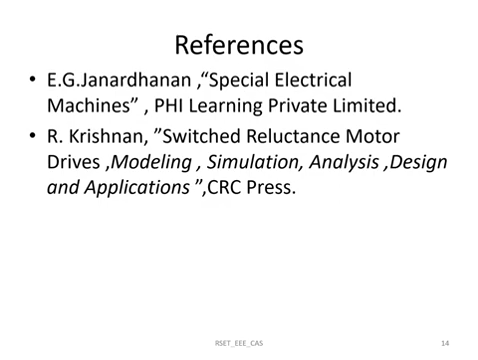 References
• E.G.Janardhanan ,“Special Electrical
Machines” , PHI Learning Private Limited.
• R. Krishnan, ”Switched Reluctance Motor
Drives ,Modeling , Simulation, Analysis ,Design
and Applications ”,CRC Press.
RSET_EEE_CAS
14